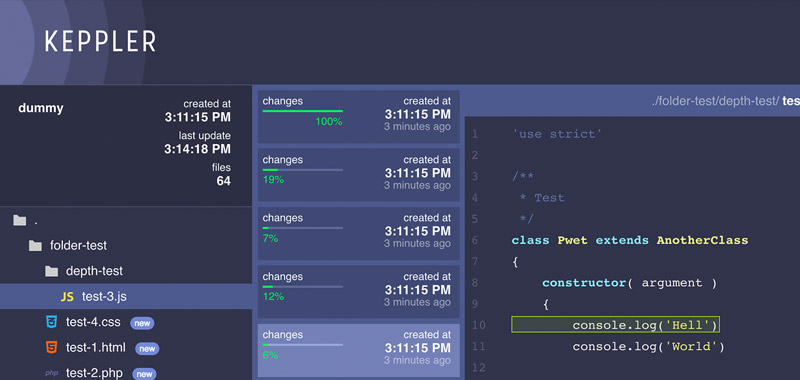 KEPPLER
dummy
created at
3:11:15 PM
last update
3:14:18 PM
files
64
.
folder-test
depth-test
JS test-3.js
test-4.css new
test-1.html new
php test-2.php new
changes created at
3:11:15 PM
100% 3 minutes ago
changes created at
3:11:15 PM
19% 3 minutes ago
changes created at
3:11:15 PM
7% 3 minutes ago
changes created at
3:11:15 PM
12% 3 minutes ago
changes created at
3:11:15 PM
6% 3 minutes ago
./folder-test/depth-test/ tes
1 'use strict'
2
3 /**
4 * Test
5 */
6 class Pwet extends AnotherClass
7 {
8 constructor( argument )
9 {
10 console.log('Hell')
11 console.log('World')
12